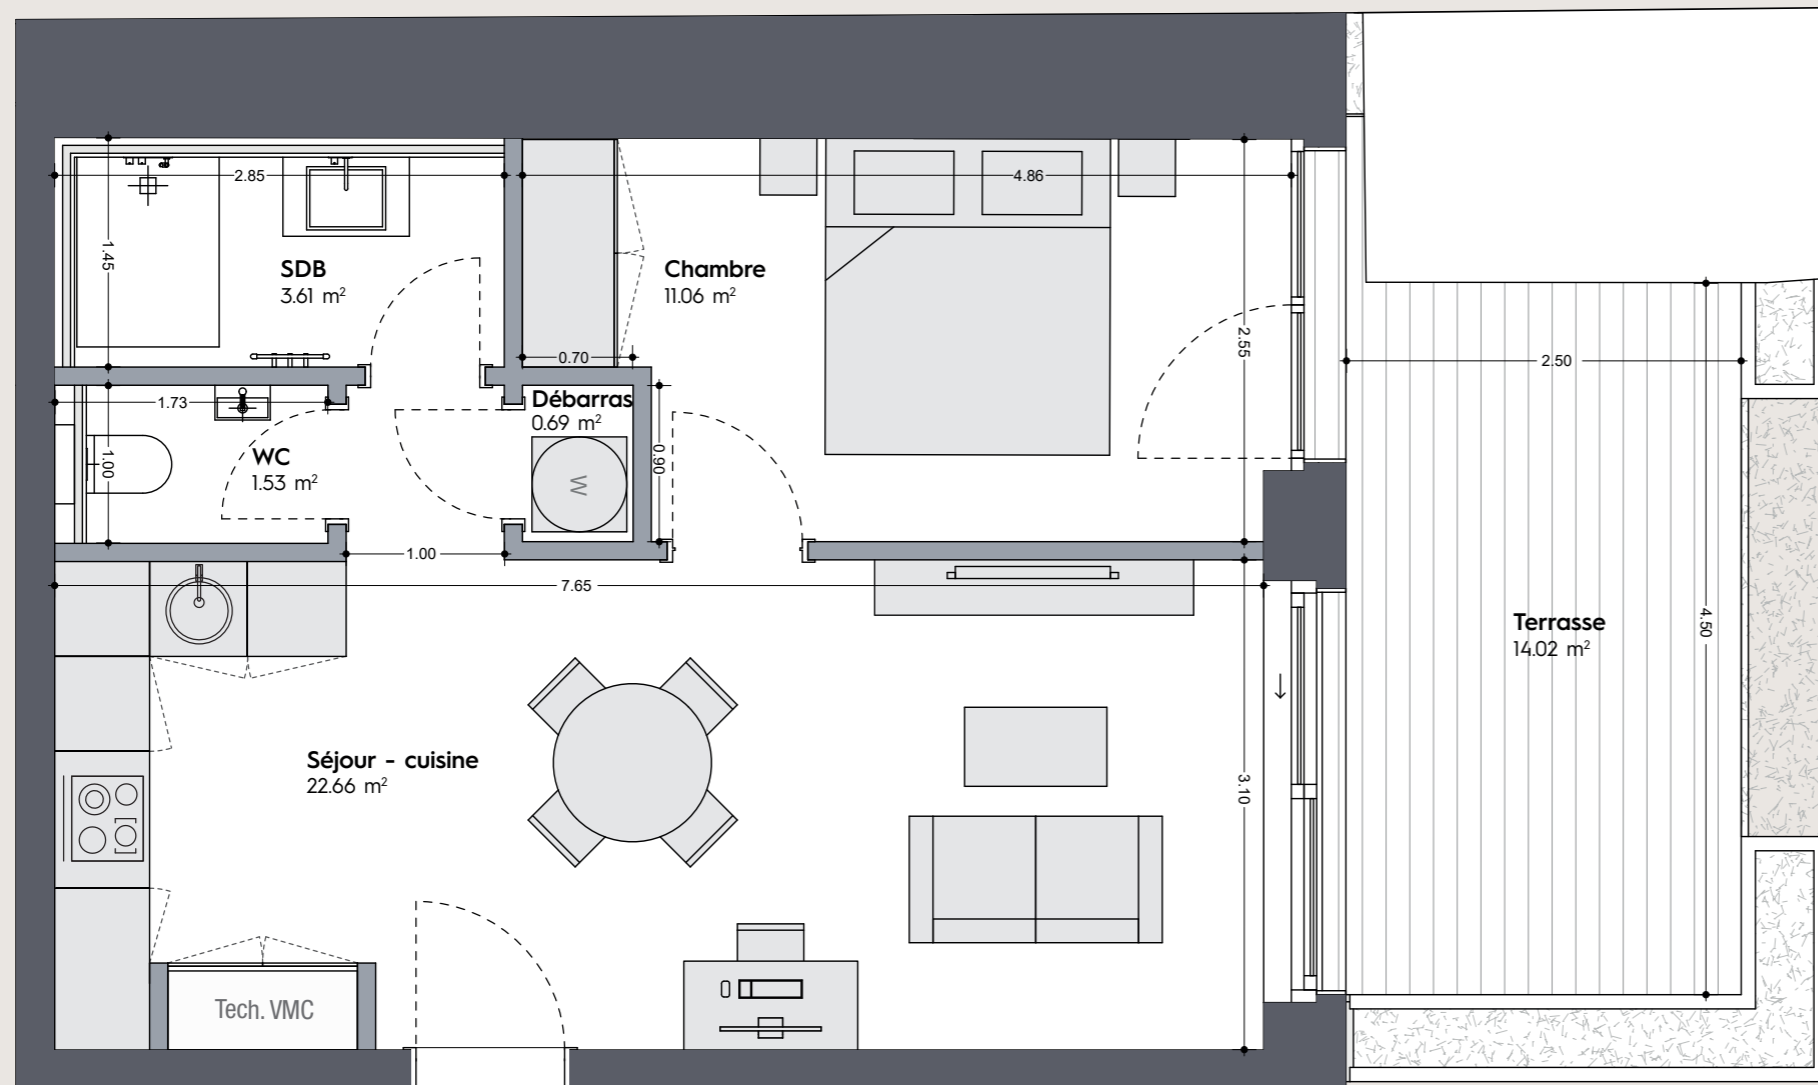 2.85
4.86
1.45
SDB
3.61 m²
Chambre
11.06 m²
2.55
0.70
2.50
1.73
Débarras
0.69 m²
WC
1.53 m²
1.00
0.90
W
1.00
7.65
Terrasse
14.02 m²
4.50
Séjour - cuisine
22.66 m²
3.10
Tech. VMC